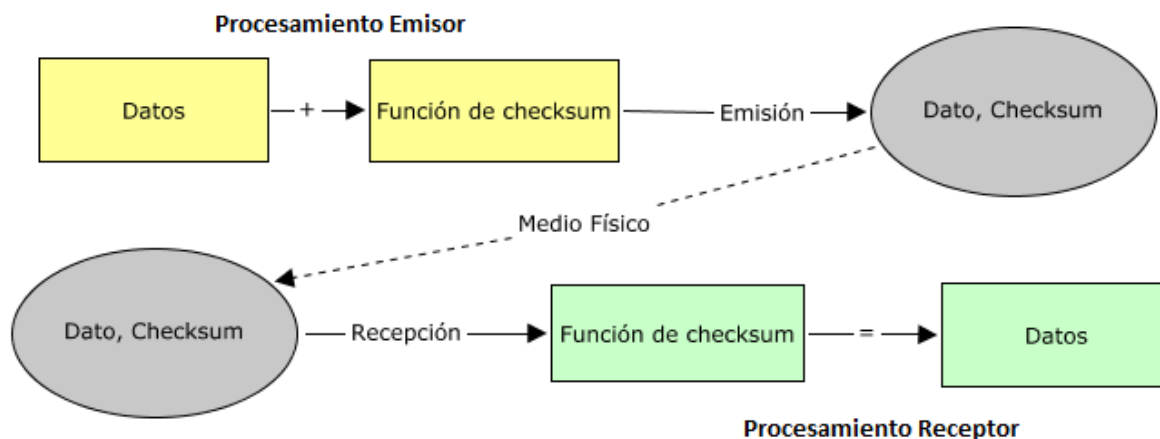 Procesamiento Emisor
Datos
+
Función de checksum
Emisión
Dato, Checksum
Medio Físico
Dato, Checksum
Recepción
Función de checksum
=
Datos
Procesamiento Receptor